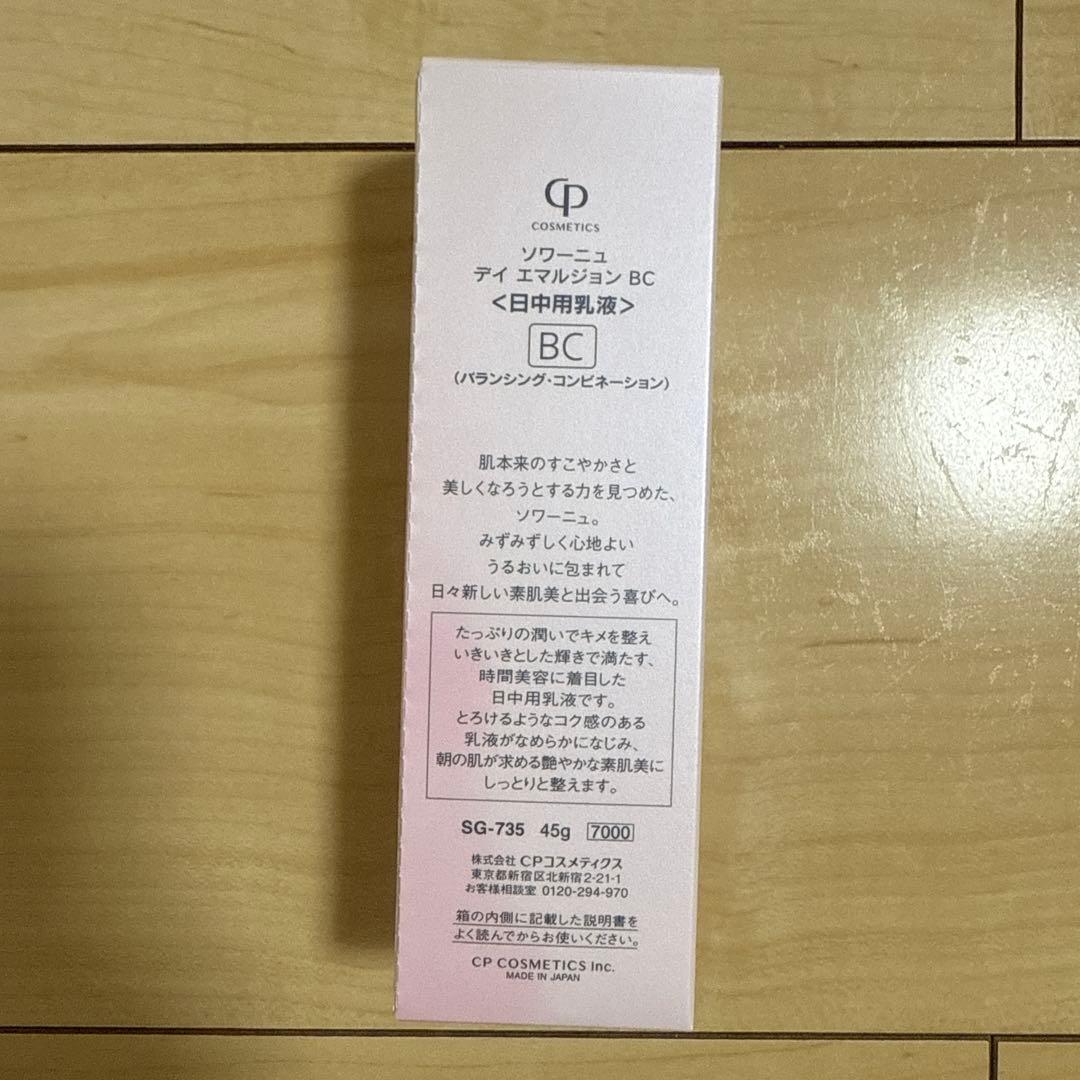 CP
COSMETICS
ソワーニュ
デイ エマルジョン BC
<日中用乳液>
BC
(バランシング・コンビネーション)
肌本来のすこやかさと
美しくなろうとする力を見つめた、
ソワーニュ。
みずみずしく心地よい
うるおいに包まれて
日々新しい素肌美と出会う喜びへ。
たっぷりの潤いでキメを整え
いきいきとした輝きで満たす、
時間美容に着目した
日中用乳液です。
とろけるようなコク感のある
乳液がなめらかになじみ、
朝の肌が求める艶やかな素肌美に
しっとりと整えます。
SG-735 45g 7000
株式会社 CPコスメティクス
東京都新宿区北新宿2-21-1
お客様相談室 0120-294-970
箱の内側に記載した説明書を
よく読んでからお使いください。
CP COSMETICS Inc.
MADE IN JAPAN